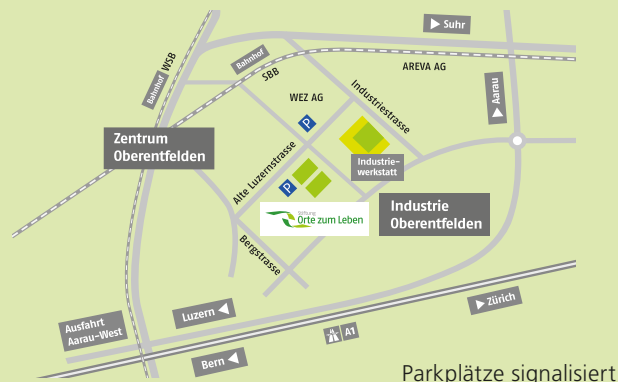 Suhr
Bahnhof WSB
Bahnhof
SBB
AREVA AG
Aarau
WEZ AG
Industriestrasse
P
Zentrum
Oberentfelden
Alte Luzernstrasse
Industrie-
werkstatt
P
Stiftung
Orte zum Leben
Industrie
Oberentfelden
Bergstrasse
Luzern
Zürich
Ausfahrt
Aarau-West
A1
Bern
Parkplätze signalisiert